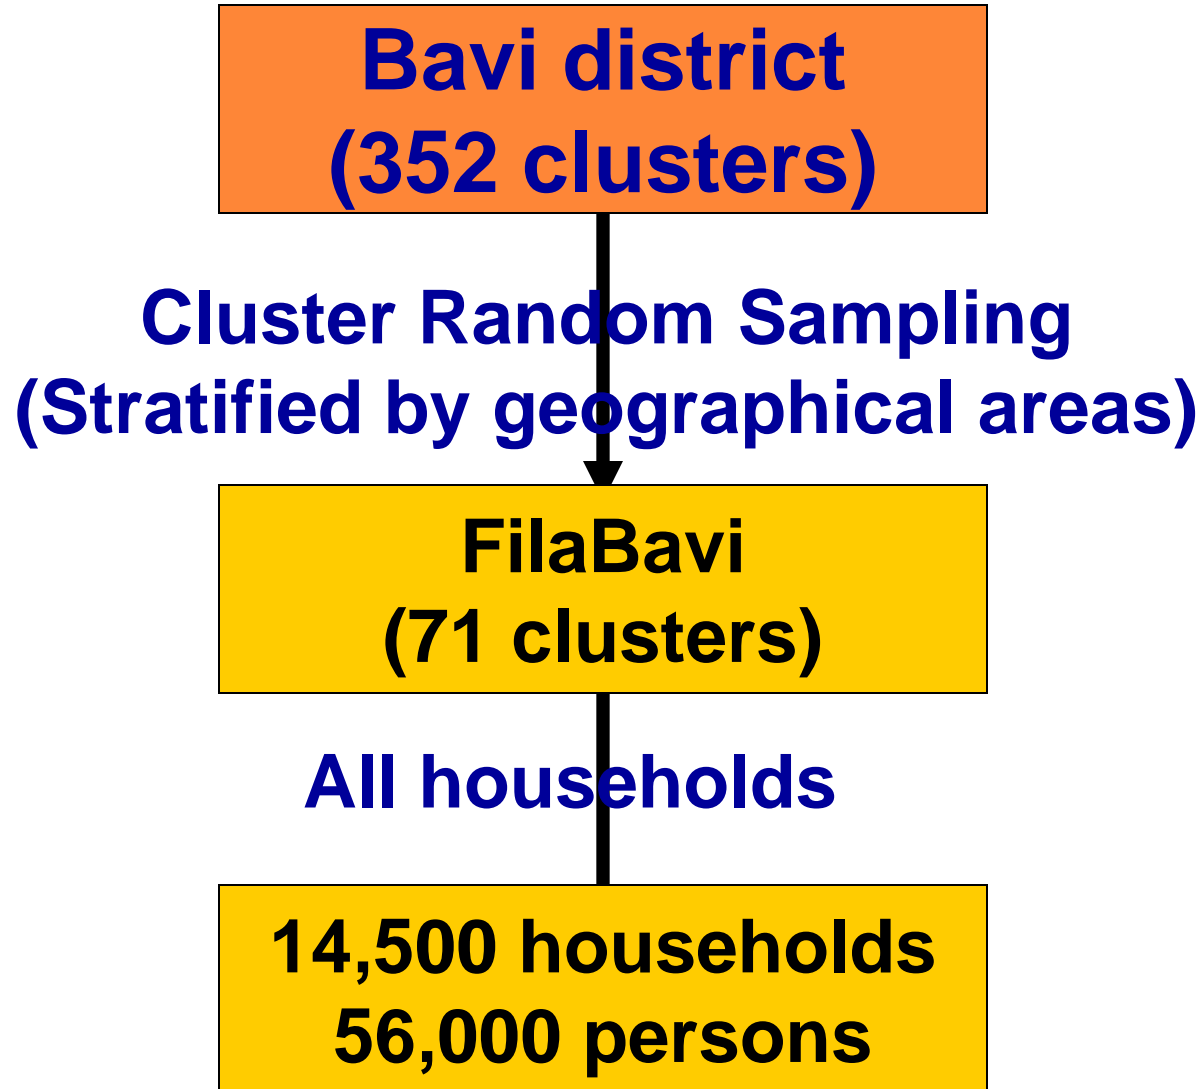 Bavi district
(352 clusters)
Cluster Random Sampling
(Stratified by geographical areas)
FilaBavi
(71 clusters)
All households
14,500 households
56,000 persons